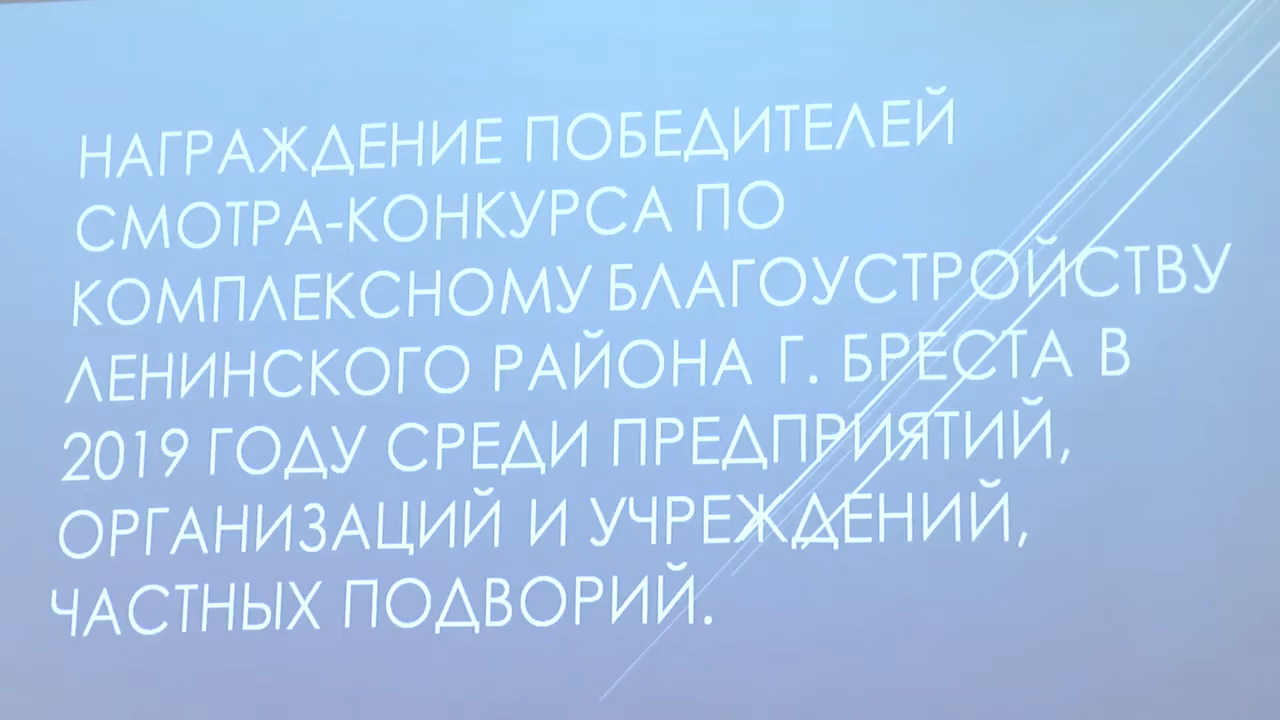 НАГРАЖДЕНИЕ ПОБЕДИТЕЛЕЙ
СМОТРА-КОНКУРСА ПО
КОМПЛЕКСНОМУ БЛАГОУСТРОЙСТВУ
ЛЕНИНСКОГО РАЙОНА Г. БРЕСТА В
2019 ГОДУ СРЕДИ ПРЕДПРИЯТИЙ,
ОРГАНИЗАЦИЙ И УЧРЕЖДЕНИЙ,
ЧАСТНЫХ ПОДВОРИЙ.